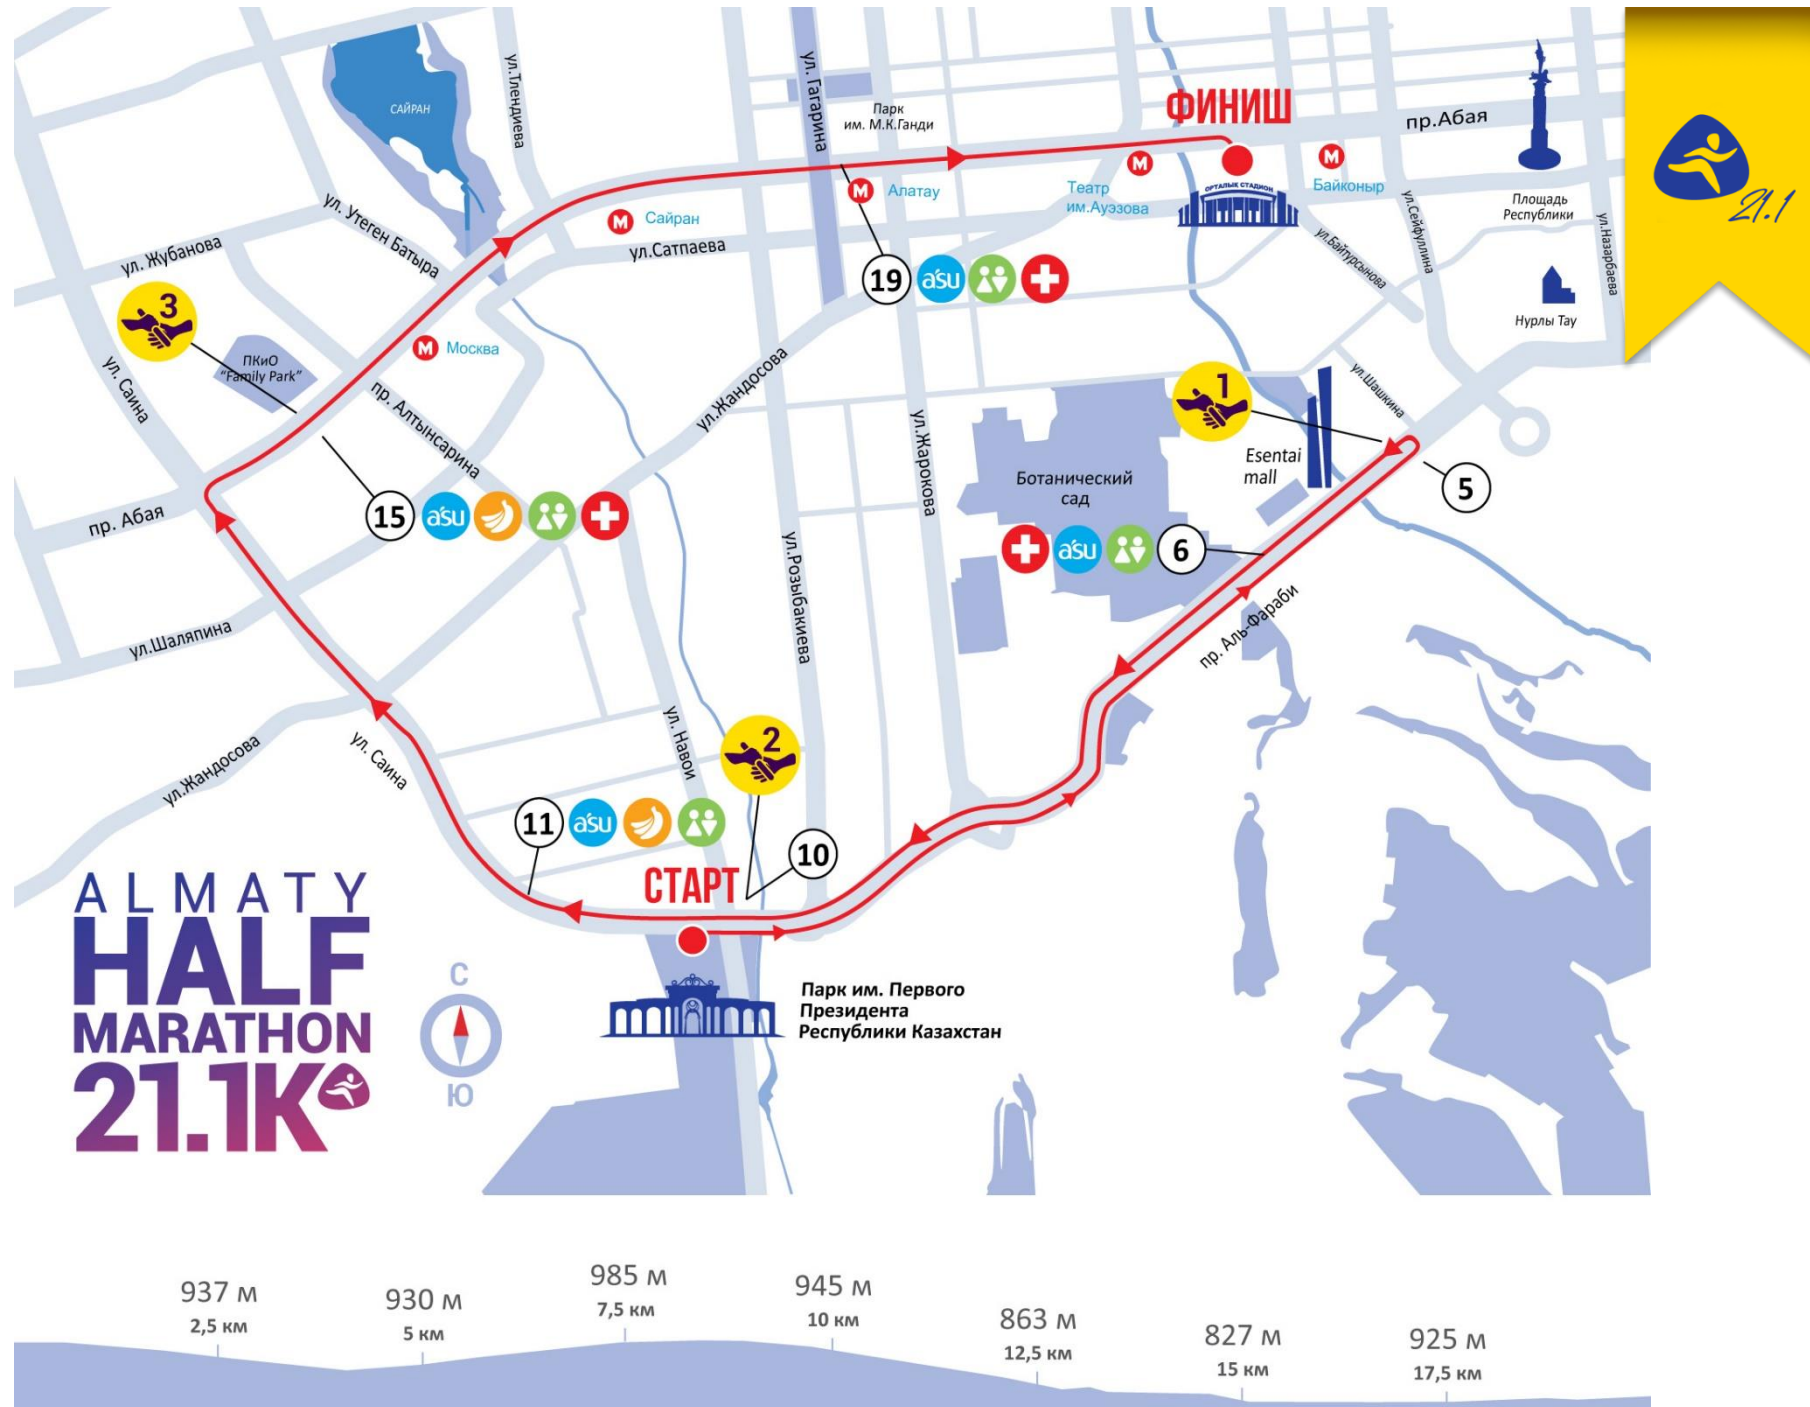 САЙРАН
ул.Тлендиева
ул. Гагарина
Парк
им. М.К.Ганди
ФИНИШ
пр.Абая
21.1
М
Алатау
Театр
им.Ауэзова
М
М
Байконыр
ОРТАЛЫК СТАДИОН
Площадь
Республики
ул.Назарбаева
ул.Сейфуллина
ул.Байтурсынова
Нурлы Тау
ул. Утеген Батыра
М
Сайран
ул.Сатпаева
ул. Жубанова
19
asu
3
ПКиО
"Family Park"
М
Москва
ул. Саина
пр. Алтынсарина
ул.Жандосова
ул.Жарокова
1
ул.Шашкина
Esentai
mall
5
Ботанический
сад
asu
6
15
asu
пр. Абая
ул.Розыбакиева
пр. Аль-Фараби
ул.Шаляпина
ул. Саина
ул.Жандосова
ул. Навои
2
11
asu
10
СТАРТ
ALMATY
HALF
MARATHON
21.1K
С
Ю
Парк им. Первого
Президента
Республики Казахстан
937 м
2,5 км
930 м
5 км
985 м
7,5 км
945 м
10 км
863 м
12,5 км
827 м
15 км
925 м
17,5 км